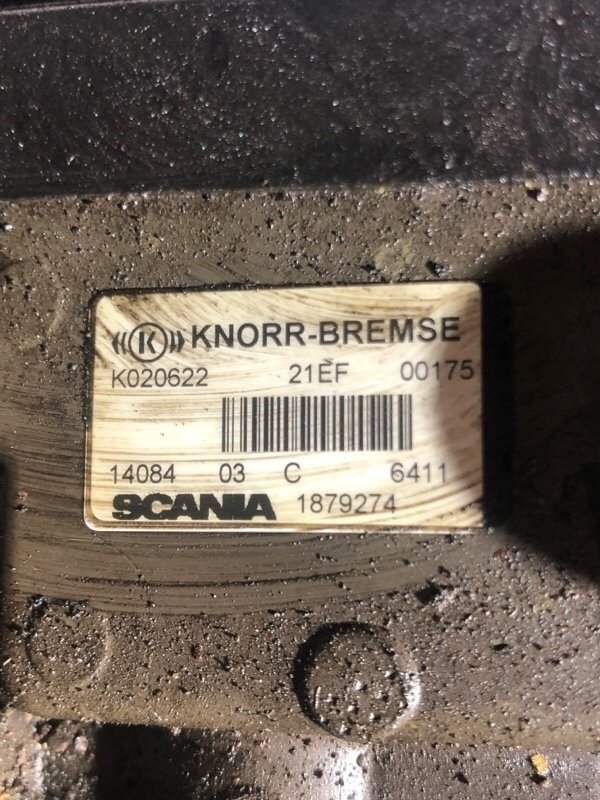 ((K)) KNORR-BREMSE
K020622 21EF 00175
14084 03 C 6411
SCANIA 1879274